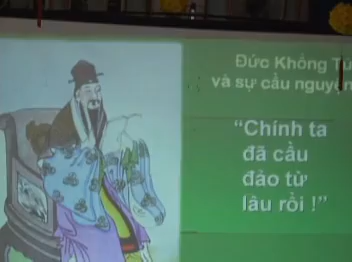 Đức Khổng Tử
và sự cầu nguyện
“Chính ta
đã cầu
đảo từ
lâu rồi !”